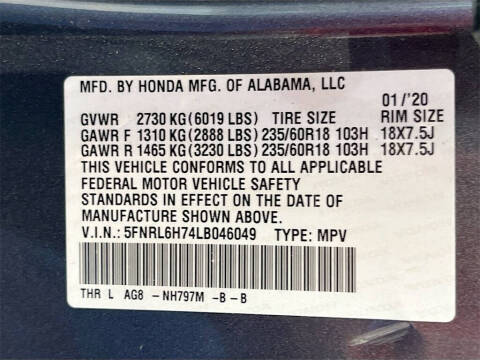 MFD. BY HONDA MFG. OF ALABAMA, LLC
01/'20
GVWR 2730 KG (6019 LBS) TIRE SIZE RIM SIZE
GAWR F 1310 KG (2888 LBS) 235/60R18 103H 18X7.5J
GAWR R 1465 KG (3230 LBS) 235/60R18 103H 18X7.5J
THIS VEHICLE CONFORMS TO ALL APPLICABLE
FEDERAL MOTOR VEHICLE SAFETY
STANDARDS IN EFFECT ON THE DATE OF
MANUFACTURE SHOWN ABOVE.
V.I.N.: 5FNRL6H74LB046049 TYPE: MPV
THR L AG8 -NH797M -B -B